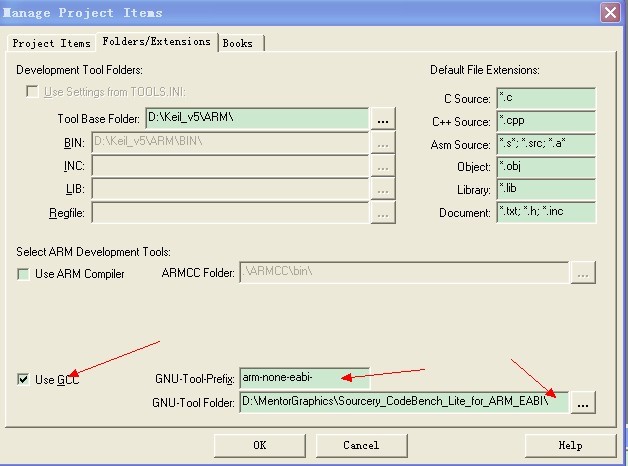 Manage Project Items
Project Items Folders/Extensions Books
Development Tool Folders:
Default File Extensions:
Use Settings from TOOLS.INI:
Tool Base Folder: D:\Keil_v5\ARM\ ...
BIN: D:\Keil_v5\ARM\BIN\ ...
INC: ...
LIB: ...
Regfile: ...
C Source: *.c
C++ Source: *.cpp
Asm Source: *.s*; *.src; *.a*
Object: *.obj
Library: *.lib
Document: *.txt; *.h; *.inc
Select ARM Development Tools:
Use ARM Compiler ARMCC Folder: .\ARMCC\bin\ ...
Use GCC GNU-Tool-Prefix: arm-none-eabi-
GNU-Tool Folder: D:\MentorGraphics\Sourcery_CodeBench_Lite_for_ARM_EABI\ ...
OK Cancel Help